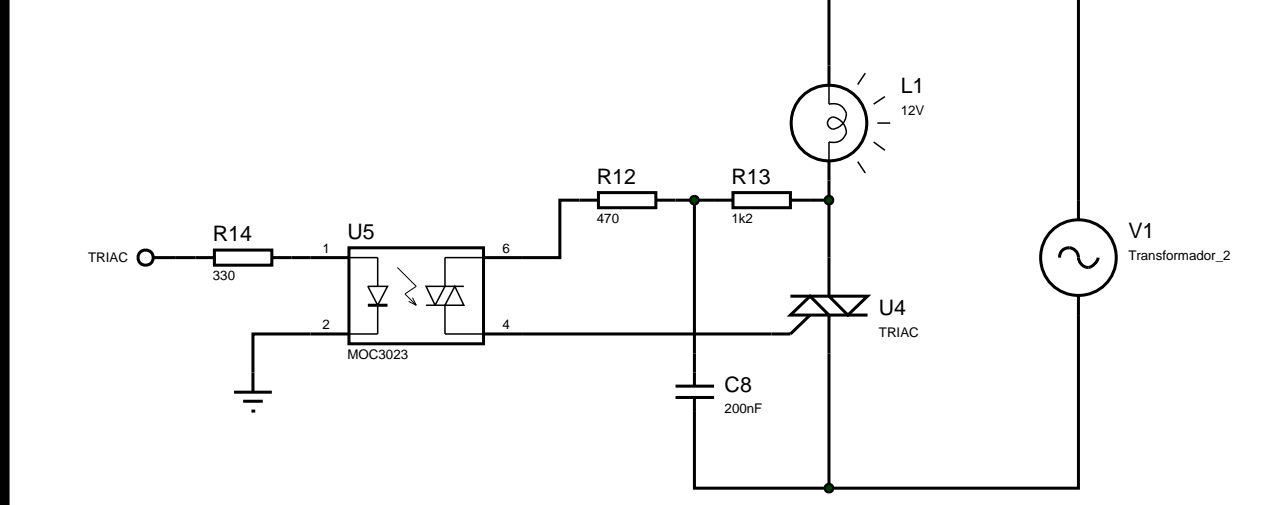 L1
12V
R12
470
R13
1k2
R14
330
TRIAC
U5
1
2
6
4
MOC3023
U4
TRIAC
V1
Transformador_2
C8
200nF